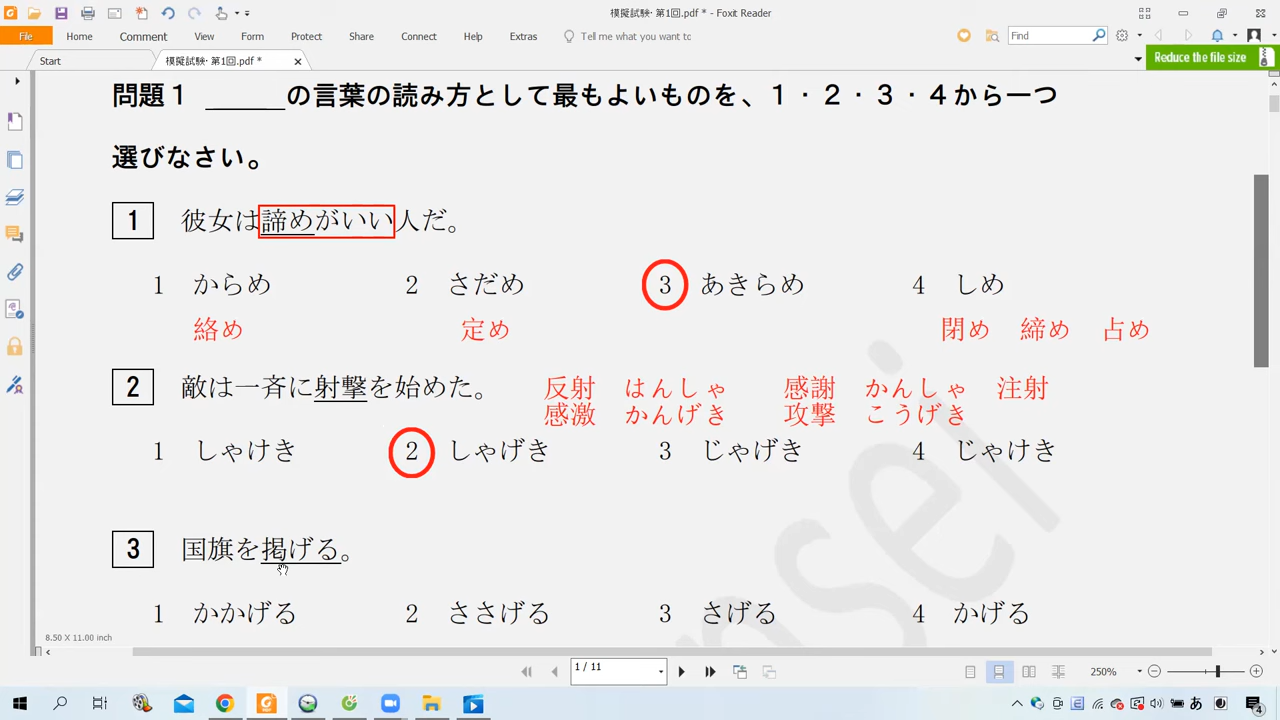 模擬試験· 第1回.pdf * - Foxit Reader
File Home Comment View Form Protect Share Connect Help Extras Tell me what you want to Find
Start 模擬試験· 第1回.pdf *
Reduce the file size
問題１ ＿＿＿の言葉の読み方として最もよいものを、１・２・３・４から一つ
選びなさい。
1 彼女は諦めがいい人だ。
1 からめ 2 さだめ 3 あきらめ 4 しめ
絡め 定め 閉め 締め 占め
2 敵は一斉に射撃を始めた。 反射 はんしゃ 感謝 かんしゃ 注射
感激 かんげき 攻撃 こうげき
1 しゃけき 2 しゃげき 3 じゃげき 4 じゃけき
3 国旗を掲げる。
1 かかげる 2 ささげる 3 さげる 4 かげる
8.50 X 11.00 inch
1 / 11 250%
あ 4